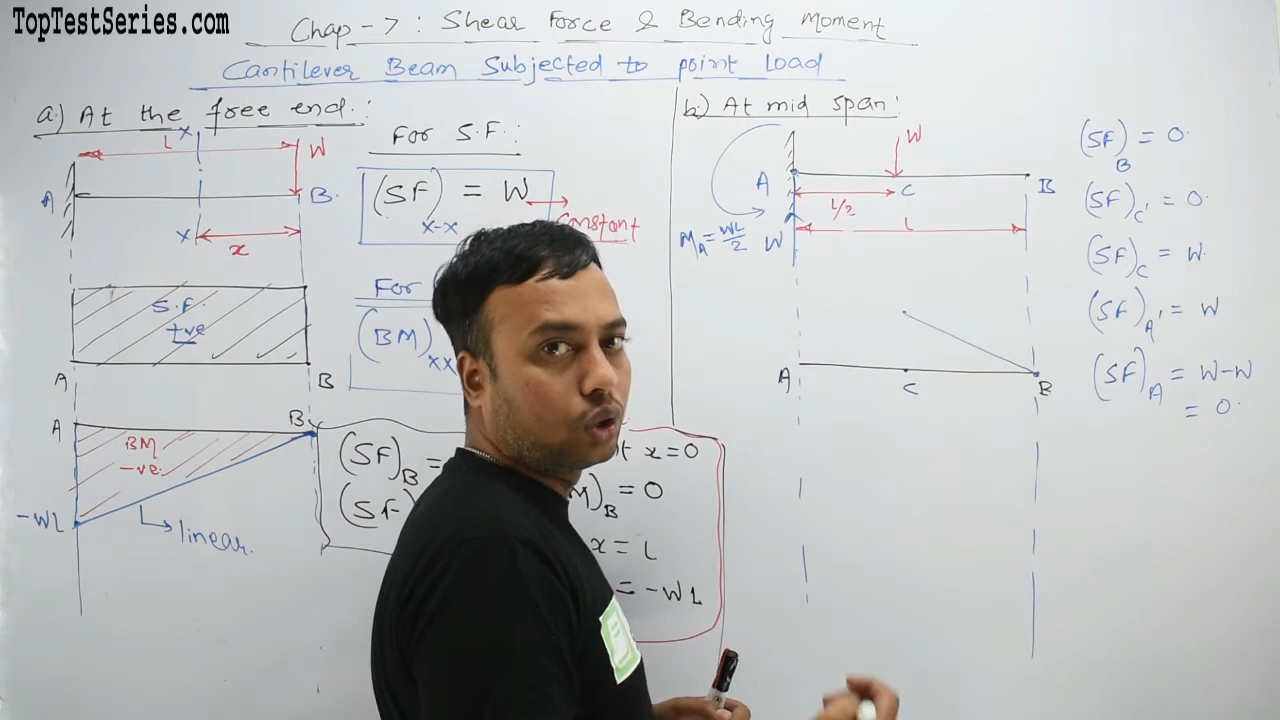 TopTestSeries.com
Chap-7: Shear Force & Bending Moment
Cantilever Beam Subjected to point Load
a.) At the free end.:
L
W
x
A
B.
x
x
S.F.
+ve
A
B
A
B
BM
-ve
-WL
linear.
For S.F.:
(SF)x-x = W
Constant
For
(BM)xx
(SF)B =
(SF)
at x=0
)B = 0
x = L
= -WL
b.) At mid span:
W
A
C
B
L/2
L
MA = WL/2
W
A
C
B
(SF)B = 0.
(SF)C' = 0.
(SF)C = W.
(SF)A' = W
(SF)A = W-W
= 0.